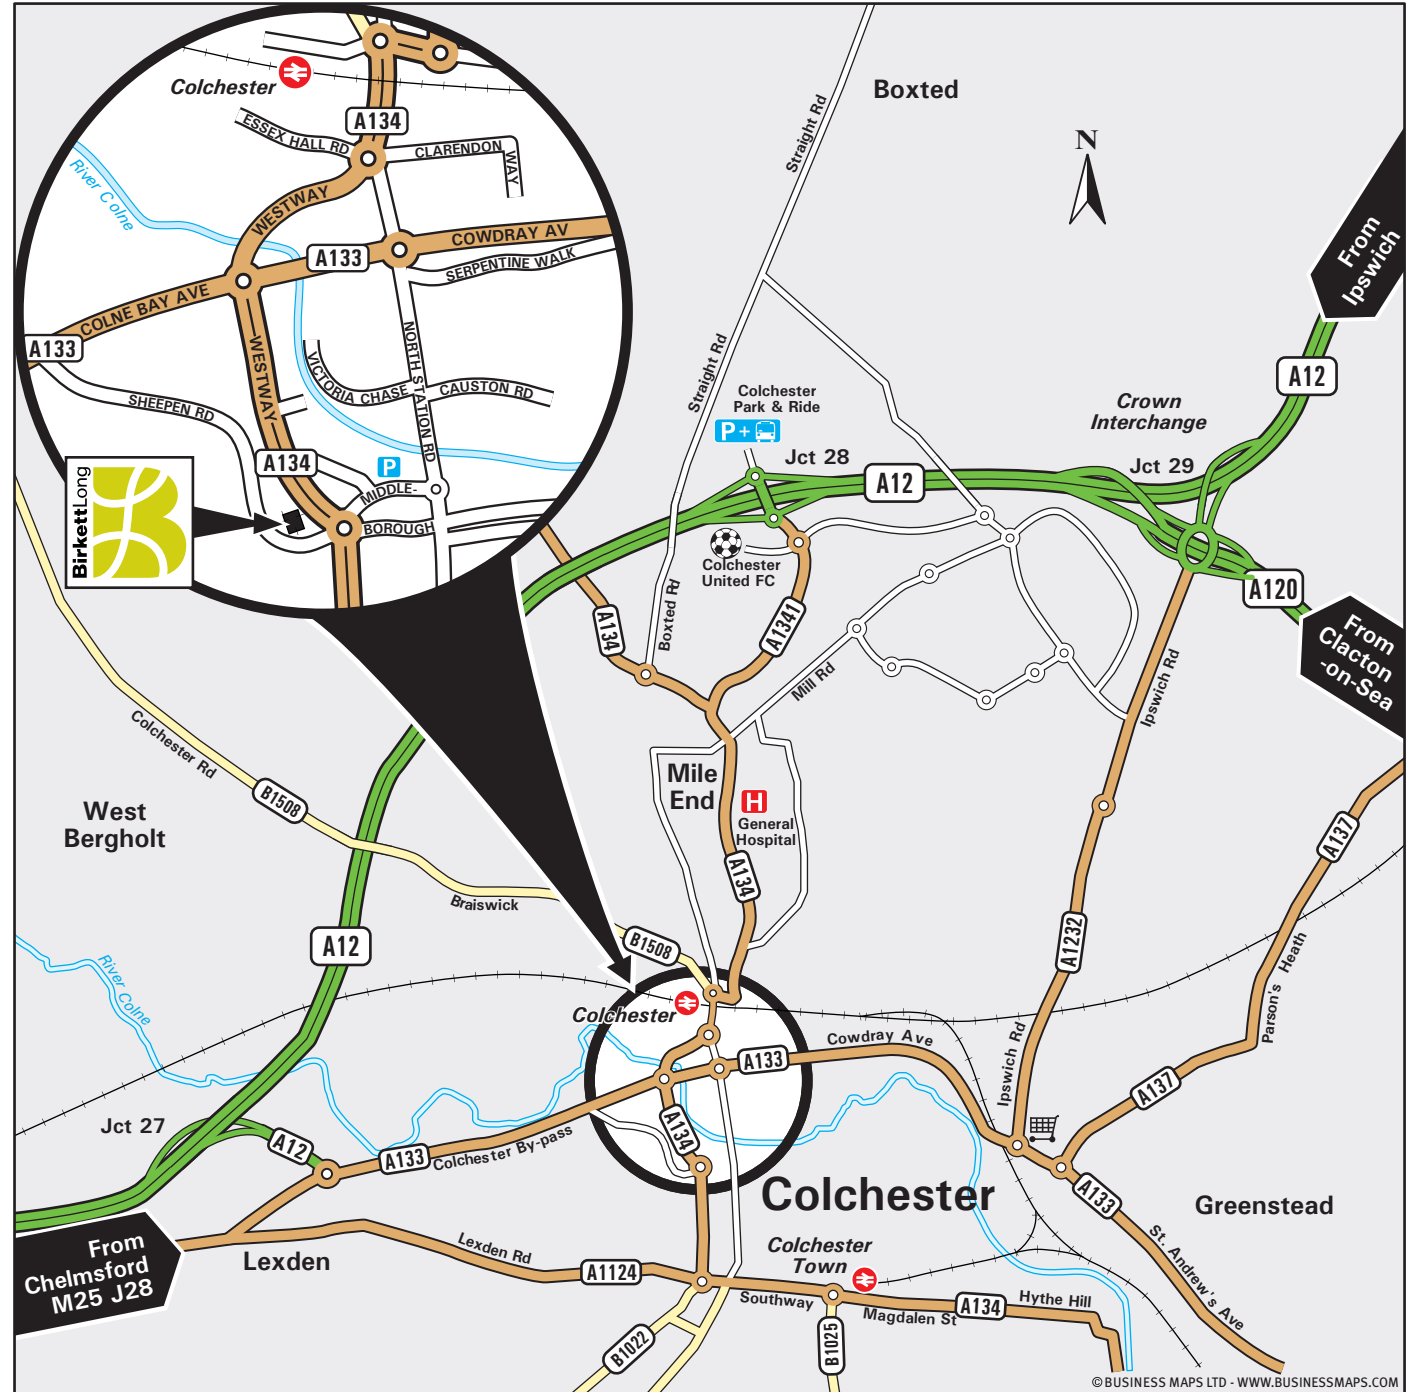 Colchester
A134
ESSEX HALL RD
CLARENDON
WAY
River Colne
WESTWAY
A133
COWDRAY AV
SERPENTINE WALK
COLNE BAY AVE
A133
WESTWAY
NORTH STATION RD
VICTORIA CHASE
CAUSTON RD
SHEEPEN RD
A134
P
MIDDLE-
BOROUGH
BirkettLong
Boxted
Straight Rd
N
From
Ipswich
A12
Straight Rd
Colchester
Park & Ride
P +
Crown
Interchange
Jct 28
A12
Jct 29
Colchester
United FC
A120
From
Clacton
-on-Sea
A134
Boxted Rd
A1341
Mill Rd
Ipswich Rd
Colchester Rd
B1508
West
Bergholt
Mile
End
H
General
Hospital
A134
A137
Braiswick
B1508
A12
A1232
Parson's Heath
River Colne
Colchester
Cowdray Ave
A133
Ipswich Rd
A137
Jct 27
A12
A133
Colchester By-pass
A134
Colchester
A133
Greenstead
St. Andrew's Ave
From
Chelmsford
M25 J28
Lexden
Lexden Rd
A1124
Colchester
Town
Southway
Magdalen St
A134
Hythe Hill
B1022
B1025
© BUSINESS MAPS LTD - WWW.BUSINESSMAPS.COM